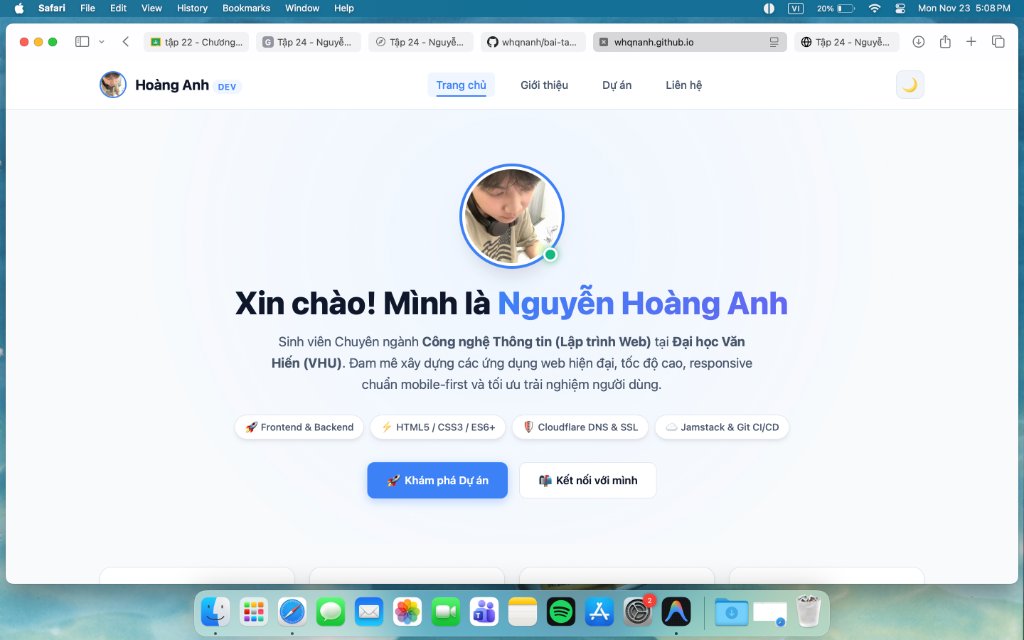 Safari File Edit View History Bookmarks Window Help VI 20% Mon Nov 23 5:08 PM
tập 22 - Chương... Tập 24 - Nguyễ... Tập 24 - Nguyễ... whqnanh/bai-ta... whqnanh.github.io Tập 24 - Nguyễ...
Hoàng Anh DEV Trang chủ Giới thiệu Dự án Liên hệ
Xin chào! Mình là Nguyễn Hoàng Anh
Sinh viên Chuyên ngành Công nghệ Thông tin (Lập trình Web) tại Đại học Văn
Hiến (VHU). Đam mê xây dựng các ứng dụng web hiện đại, tốc độ cao, responsive
chuẩn mobile-first và tối ưu trải nghiệm người dùng.
Frontend & Backend HTML5 / CSS3 / ES6+ Cloudflare DNS & SSL Jamstack & Git CI/CD
Khám phá Dự án Kết nối với mình
2